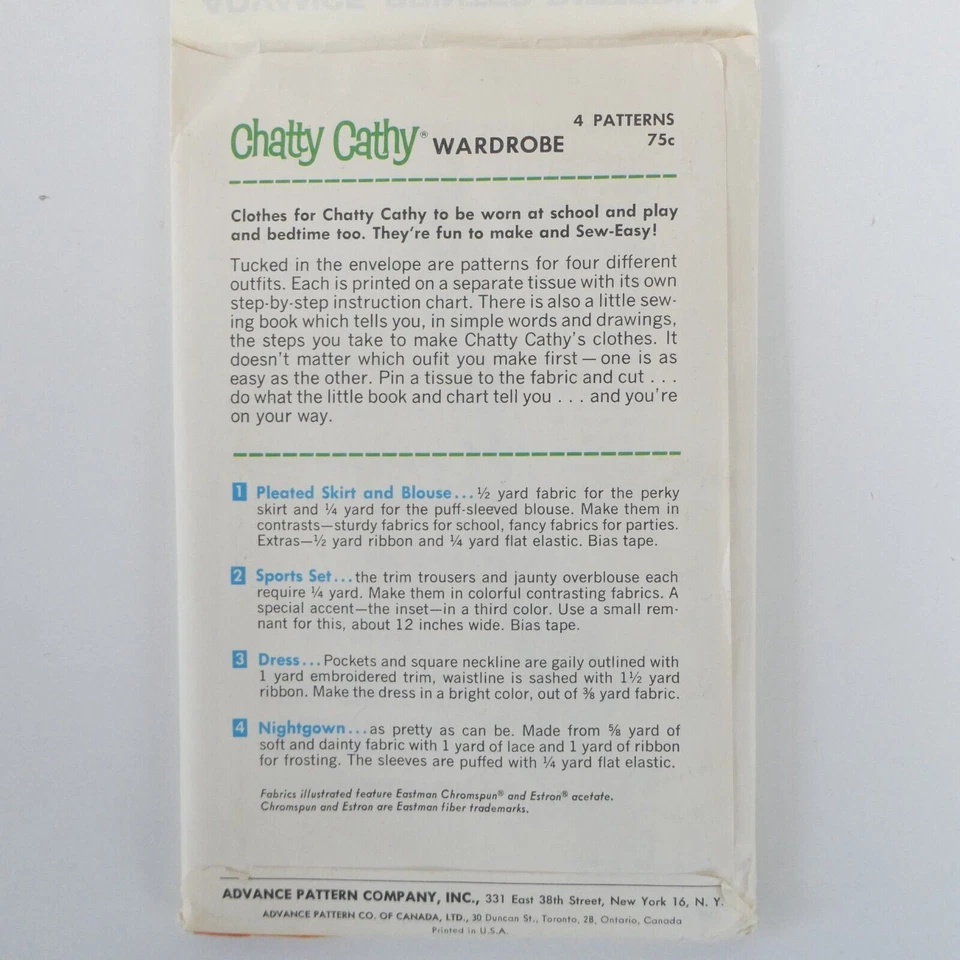 ADVANCE PRINTED PATTERN
Chatty Cathy® WARDROBE
4 PATTERNS
75c
Clothes for Chatty Cathy to be worn at school and play
and bedtime too. They're fun to make and Sew-Easy!
Tucked in the envelope are patterns for four different
outfits. Each is printed on a separate tissue with its own
step-by-step instruction chart. There is also a little sew-
ing book which tells you, in simple words and drawings,
the steps you take to make Chatty Cathy's clothes. It
doesn't matter which oufit you make first — one is as
easy as the other. Pin a tissue to the fabric and cut . . .
do what the little book and chart tell you . . . and you're
on your way.
1 Pleated Skirt and Blouse...½ yard fabric for the perky
skirt and ¼ yard for the puff-sleeved blouse. Make them in
contrasts—sturdy fabrics for school, fancy fabrics for parties.
Extras—½ yard ribbon and ¼ yard flat elastic. Bias tape.
2 Sports Set...the trim trousers and jaunty overblouse each
require ¼ yard. Make them in colorful contrasting fabrics. A
special accent—the inset—in a third color. Use a small rem-
nant for this, about 12 inches wide. Bias tape.
3 Dress...Pockets and square neckline are gaily outlined with
1 yard embroidered trim, waistline is sashed with 1½ yard
ribbon. Make the dress in a bright color, out of ⅜ yard fabric.
4 Nightgown...as pretty as can be. Made from ⅝ yard of
soft and dainty fabric with 1 yard of lace and 1 yard of ribbon
for frosting. The sleeves are puffed with ¼ yard flat elastic.
Fabrics illustrated feature Eastman Chromspun® and Estron® acetate.
Chromspun and Estron are Eastman fiber trademarks.
ADVANCE PATTERN COMPANY, INC., 331 East 38th Street, New York 16, N. Y.
ADVANCE PATTERN CO. OF CANADA, LTD., 30 Duncan St., Toronto, 28, Ontario, Canada
Printed in U.S.A.